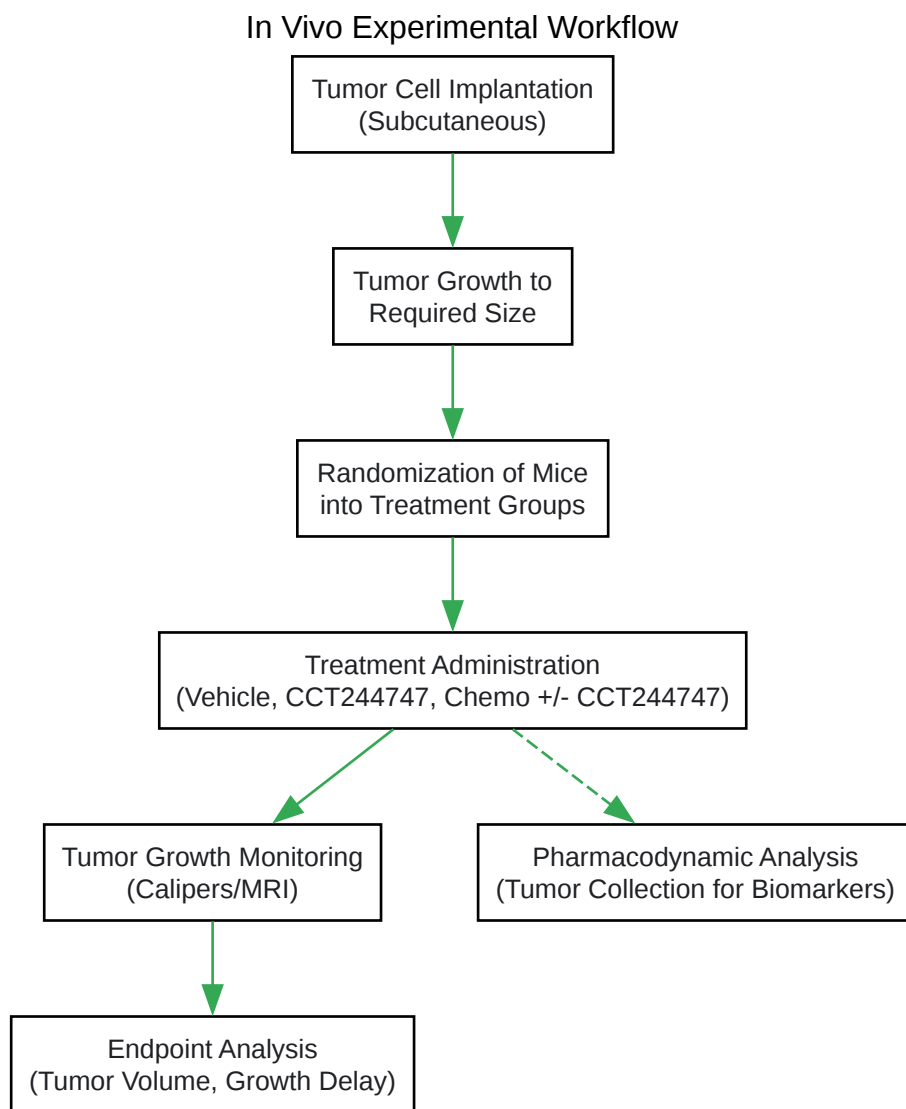 In Vivo Experimental Workflow
Tumor Cell Implantation
(Subcutaneous)
Tumor Growth to
Required Size
Randomization of Mice
into Treatment Groups
Treatment Administration
(Vehicle, CCT244747, Chemo +/- CCT244747)
Tumor Growth Monitoring
(Calipers/MRI)
Pharmacodynamic Analysis
(Tumor Collection for Biomarkers)
Endpoint Analysis
(Tumor Volume, Growth Delay)